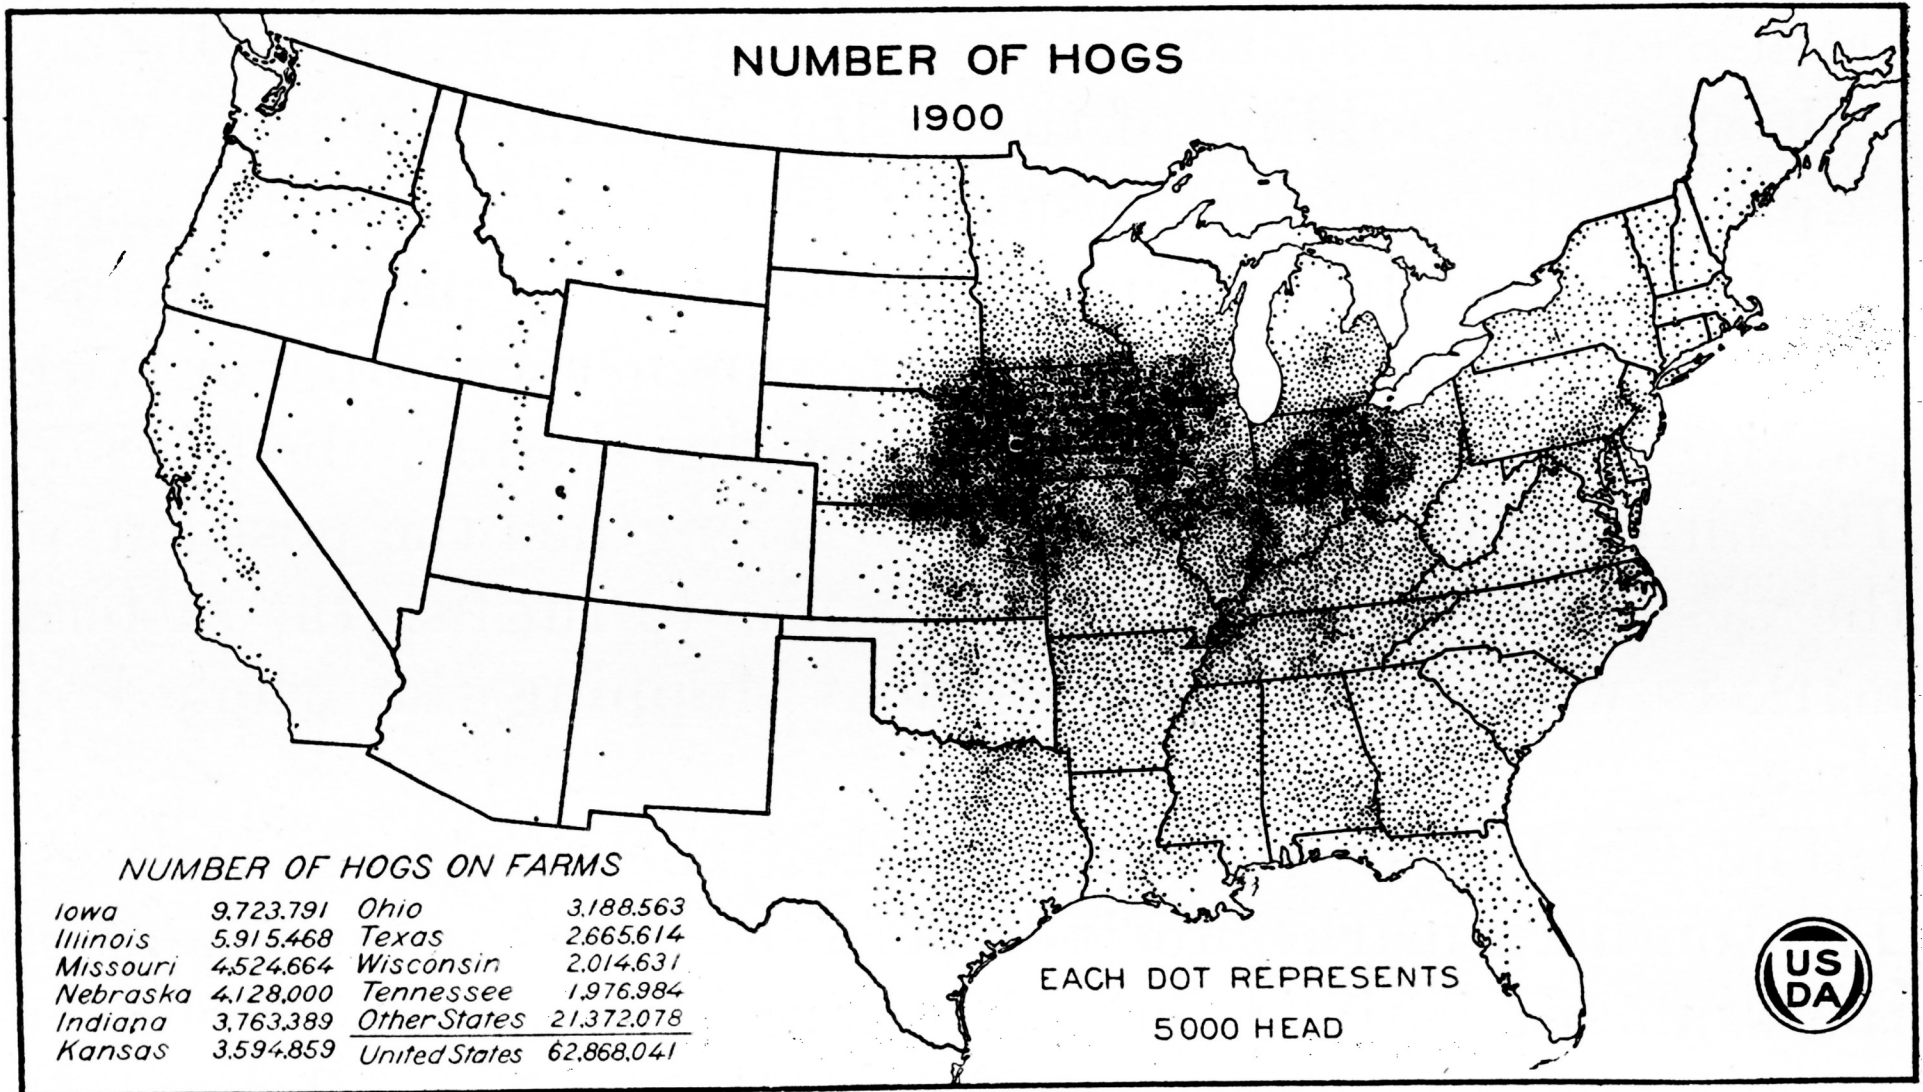 NUMBER OF HOGS
1900
NUMBER OF HOGS ON FARMS
Iowa 9,723,791 Ohio 3,188,563
Illinois 5,915,468 Texas 2,665,614
Missouri 4,524,664 Wisconsin 2,014,631
Nebraska 4,128,000 Tennessee 1,976,984
Indiana 3,763,389 Other States 21,372,078
Kansas 3,594,859 United States 62,868,041
EACH DOT REPRESENTS
5000 HEAD
US
DA